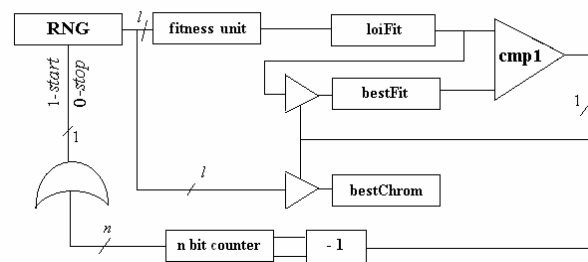 RNG
l
fitness unit
loiFit
cmp1
1-start
0-stop
bestFit
1
1
l
bestChrom
n
n bit counter
- 1